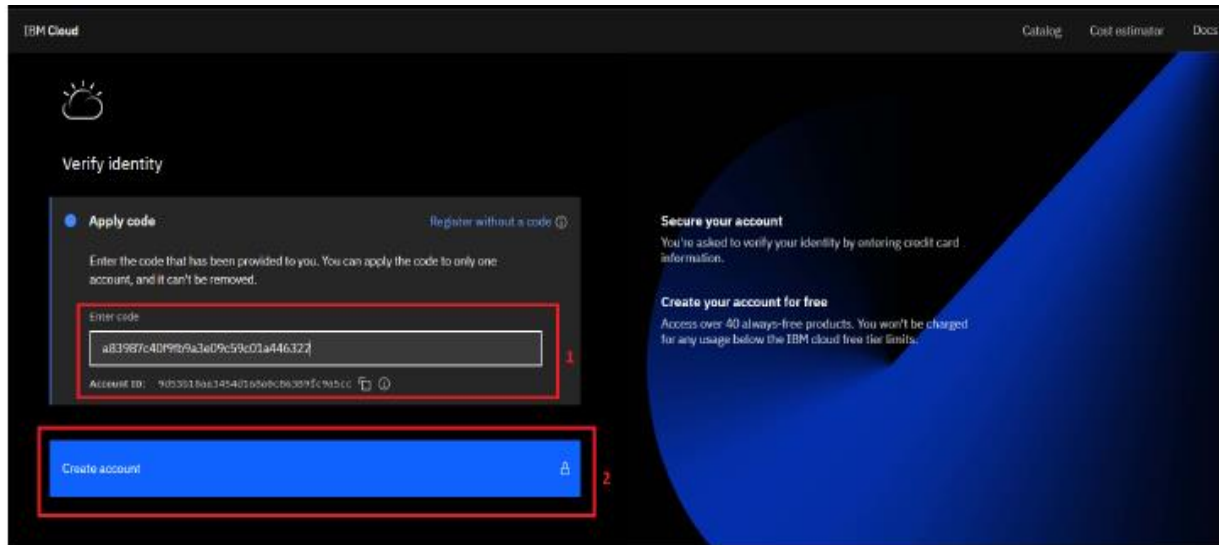 IBM Cloud
Catalog Cost estimator Docs
Verify identity
Apply code
Register without a code
Enter the code that has been provided to you. You can apply the code to only one
account, and it can't be removed.
Enter code
Account ID:
1
Create account
2
Secure your account
You're asked to verify your identity by entering credit card
information.
Create your account for free
Access over 40 always-free products. You won't be charged
for any usage below the IBM cloud free tier limits.